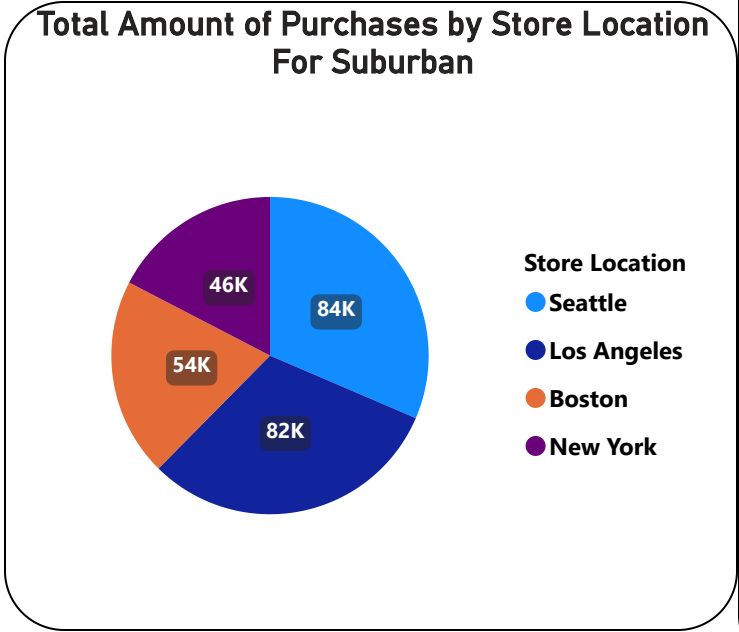 Total Amount of Purchases by Store Location
For Suburban
46K
84K
54K
82K
Store Location
Seattle
Los Angeles
Boston
New York